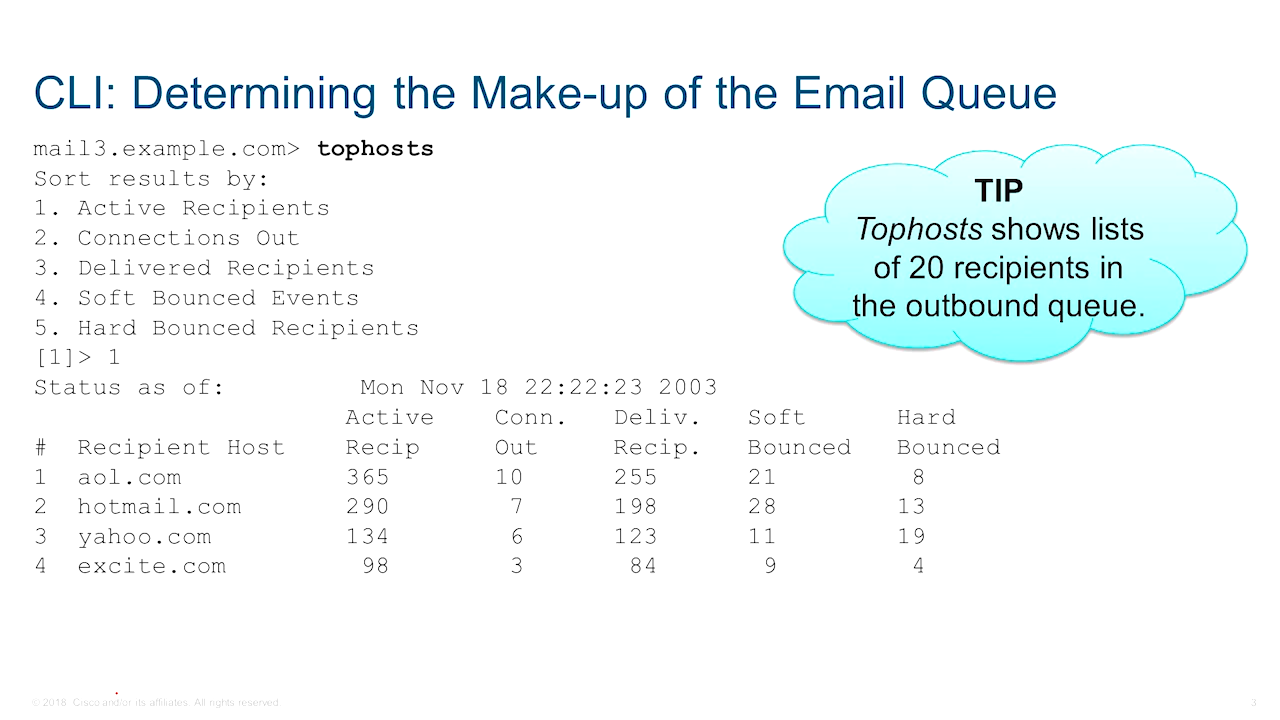 CLI: Determining the Make-up of the Email Queue
mail3.example.com> tophosts
Sort results by:
1. Active Recipients
2. Connections Out
3. Delivered Recipients
4. Soft Bounced Events
5. Hard Bounced Recipients
[1]> 1
Status as of: Mon Nov 18 22:22:23 2003
Active Conn. Deliv. Soft Hard
# Recipient Host Recip Out Recip. Bounced Bounced
1 aol.com 365 10 255 21 8
2 hotmail.com 290 7 198 28 13
3 yahoo.com 134 6 123 11 19
4 excite.com 98 3 84 9 4
TIP
Tophosts shows lists
of 20 recipients in
the outbound queue.
© 2018 Cisco and/or its affiliates. All rights reserved
3